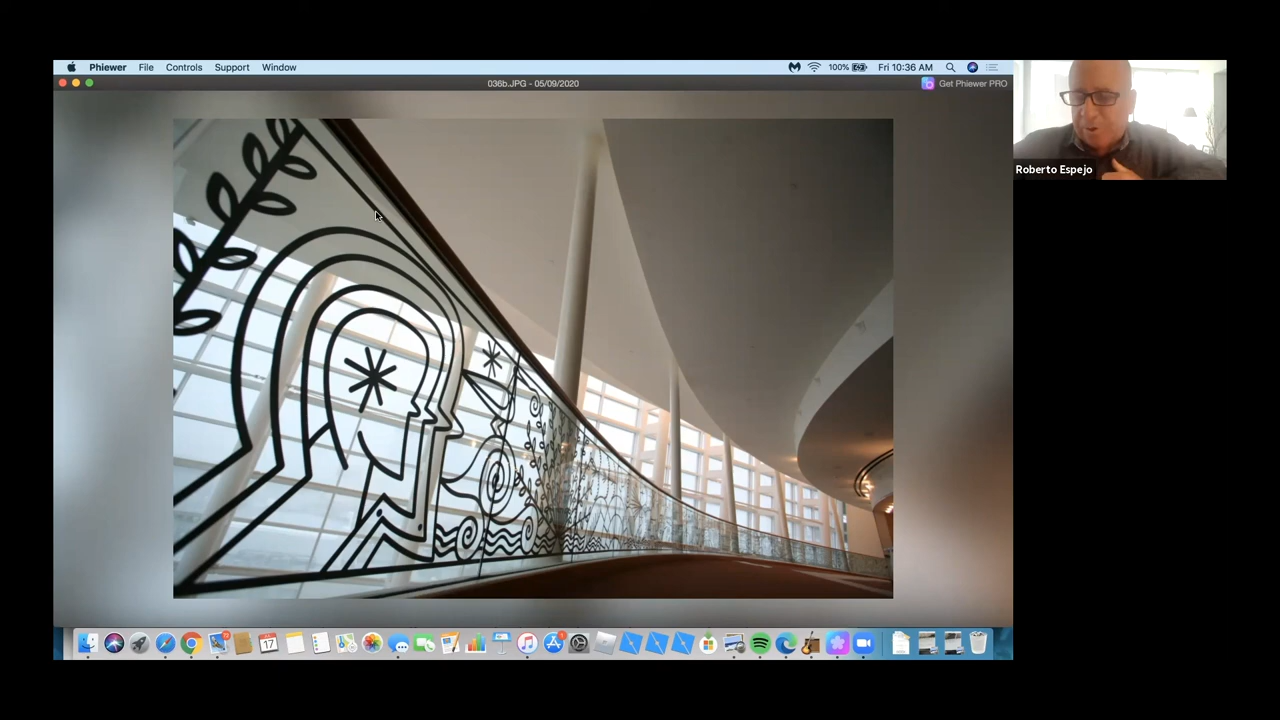 Phiewer File Controls Support Window 100% Fri 10:36 AM
036b.JPG - 05/09/2020 Get Phiewer PRO
Roberto Espejo
17